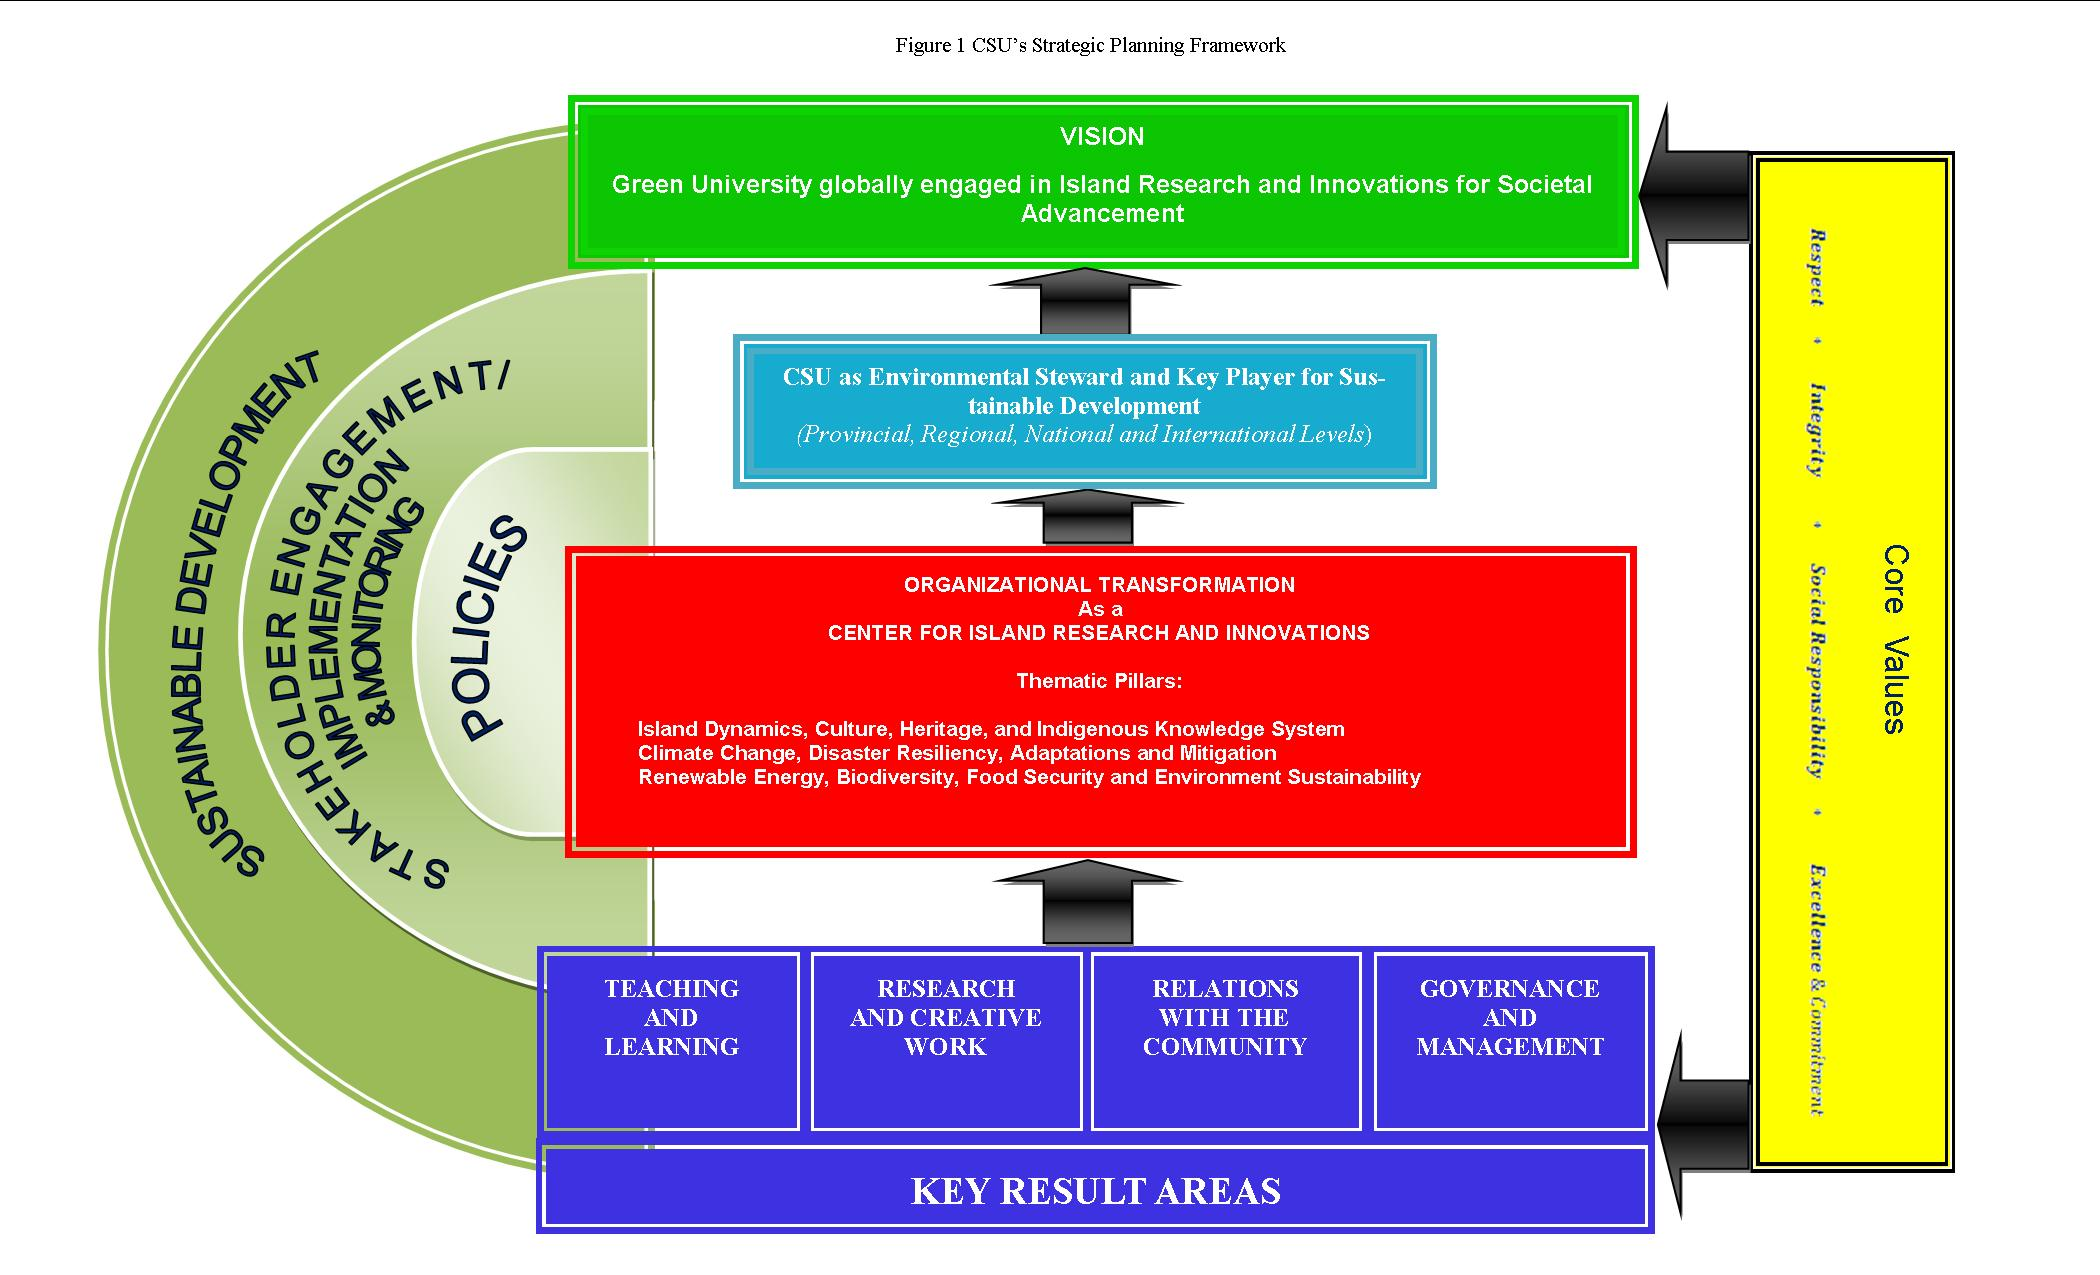 Figure 1 CSU's Strategic Planning Framework
VISION
Green University globally engaged in Island Research and Innovations for Societal
Advancement
CSU as Environmental Steward and Key Player for Sus-
tainable Development
(Provincial, Regional, National and International Levels)
ORGANIZATIONAL TRANSFORMATION
As a
CENTER FOR ISLAND RESEARCH AND INNOVATIONS
Thematic Pillars:
Island Dynamics, Culture, Heritage, and Indigenous Knowledge System
Climate Change, Disaster Resiliency, Adaptations and Mitigation
Renewable Energy, Biodiversity, Food Security and Environment Sustainability
TEACHING
AND
LEARNING
RESEARCH
AND CREATIVE
WORK
RELATIONS
WITH THE
COMMUNITY
GOVERNANCE
AND
MANAGEMENT
KEY RESULT AREAS
SUSTAINABLE DEVELOPMENT
STAKEHOLDER ENGAGEMENT/
IMPLEMENTATION
& MONITORING
POLICIES
Core Values
Respect ♦ Integrity ♦ Social Responsibility ♦ Excellence & Commitment